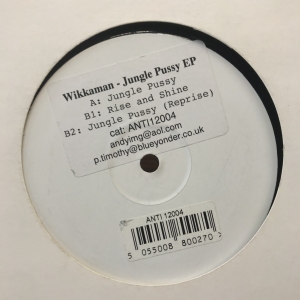 Wikkaman - Jungle Pussy EP
A: Jungle Pussy
B1: Rise and Shine
B2: Jungle Pussy (Reprise)
cat: ANTI12004
andyimg@aol.com
p.timothy@blueyonder.co.uk
ANTI 12004
5 055008 800270